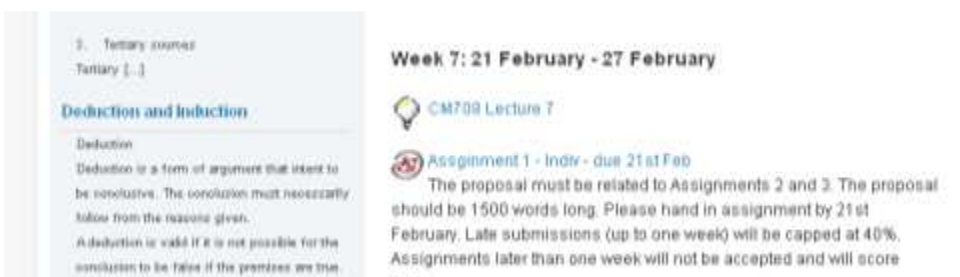 3. Tertiary sources
Tertiary [...]
Deduction and Induction
Deduction
Deduction is a form of argument that intent to
be conclusive. The conclusion must necessarily
follow from the reasons given.
A deduction is valid if it is not possible for the
conclusion to be false if the premises are true.
Week 7: 21 February - 27 February
CM709 Lecture 7
Assginment 1 - Indiv - due 21st Feb
The proposal must be related to Assignments 2 and 3. The proposal
should be 1500 words long. Please hand in assignment by 21st
February. Late submissions (up to one week) will be capped at 40%.
Assignments later than one week will not be accepted and will score